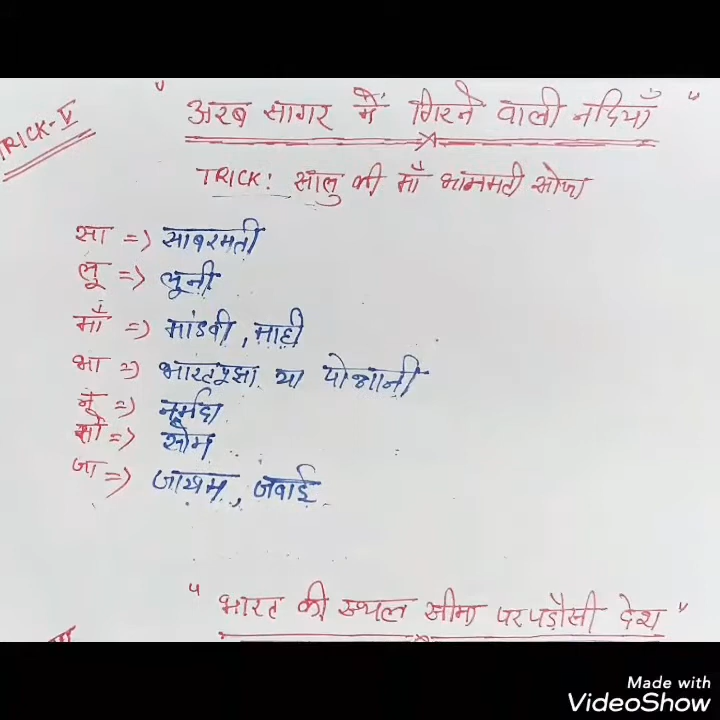 TRICK-V
" अरब सागर में गिरने वाली नदियाँ "
TRICK: सालु की माँ भानमती सोजा
सा => साबरमती
लू => लूनी
माँ => मांडवी, माही
भा => भारतपूझा या पोन्नानी
न => नर्मदा
सो => सोम
जा => जाखम, जवाई
" भारत की स्थल सीमा पर पड़ौसी देश "
Made with
VideoShow